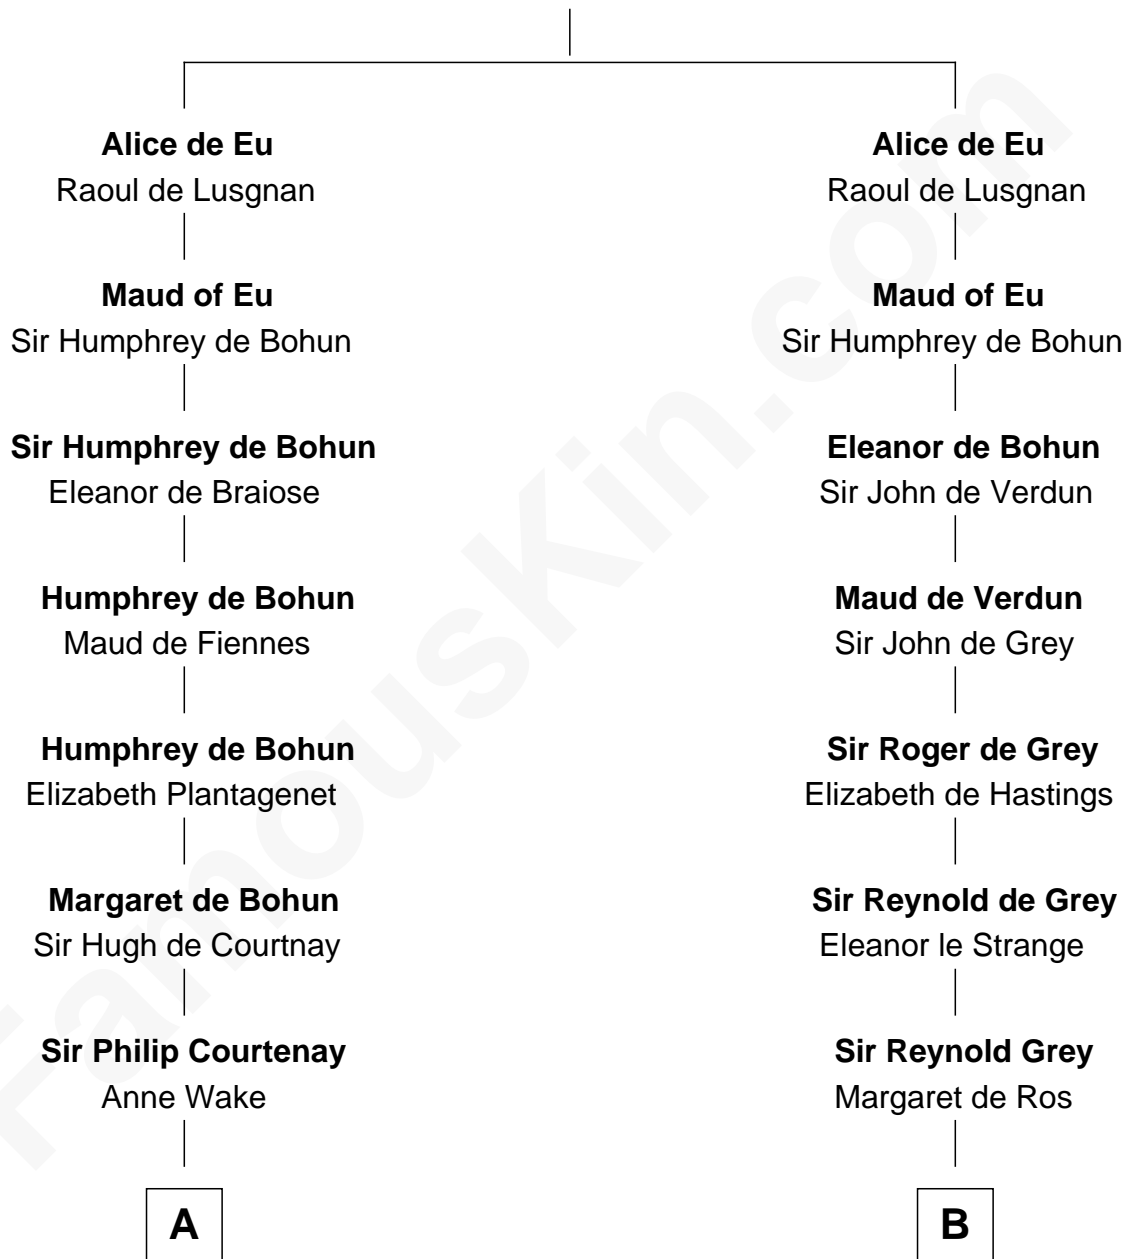 Alice de Eu
Raoul de Lusgnan
Maud of Eu
Sir Humphrey de Bohun
Sir Humphrey de Bohun
Eleanor de Braiose
Humphrey de Bohun
Maud de Fiennes
Humphrey de Bohun
Elizabeth Plantagenet
Margaret de Bohun
Sir Hugh de Courtnay
Sir Philip Courtenay
Anne Wake
A
Alice de Eu
Raoul de Lusgnan
Maud of Eu
Sir Humphrey de Bohun
Eleanor de Bohun
Sir John de Verdun
Maud de Verdun
Sir John de Grey
Sir Roger de Grey
Elizabeth de Hastings
Sir Reynold de Grey
Eleanor le Strange
Sir Reynold Grey
Margaret de Ros
B
FamousKin.com